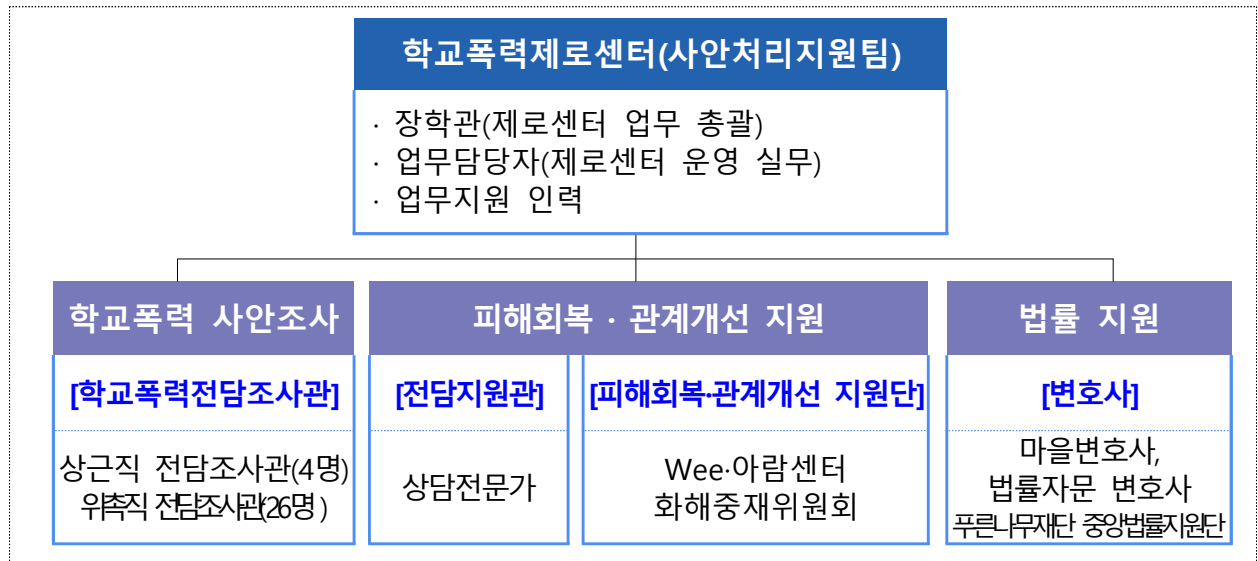 학교폭력제로센터(사안처리지원팀)
· 장학관(제로센터 업무 총괄)
· 업무담당자(제로센터 운영 실무)
· 업무지원 인력
학교폭력 사안조사
[학교폭력전담조사관]
상근직 전담조사관(4명)
위촉직 전담조사관(26명)
피해회복 · 관계개선 지원
[전담지원관]
상담전문가
[피해회복·관계개선 지원단]
Wee·아람센터
화해중재위원회
법률 지원
[변호사]
마을변호사,
법률자문 변호사
푸른나무재단 중앙법률지원단